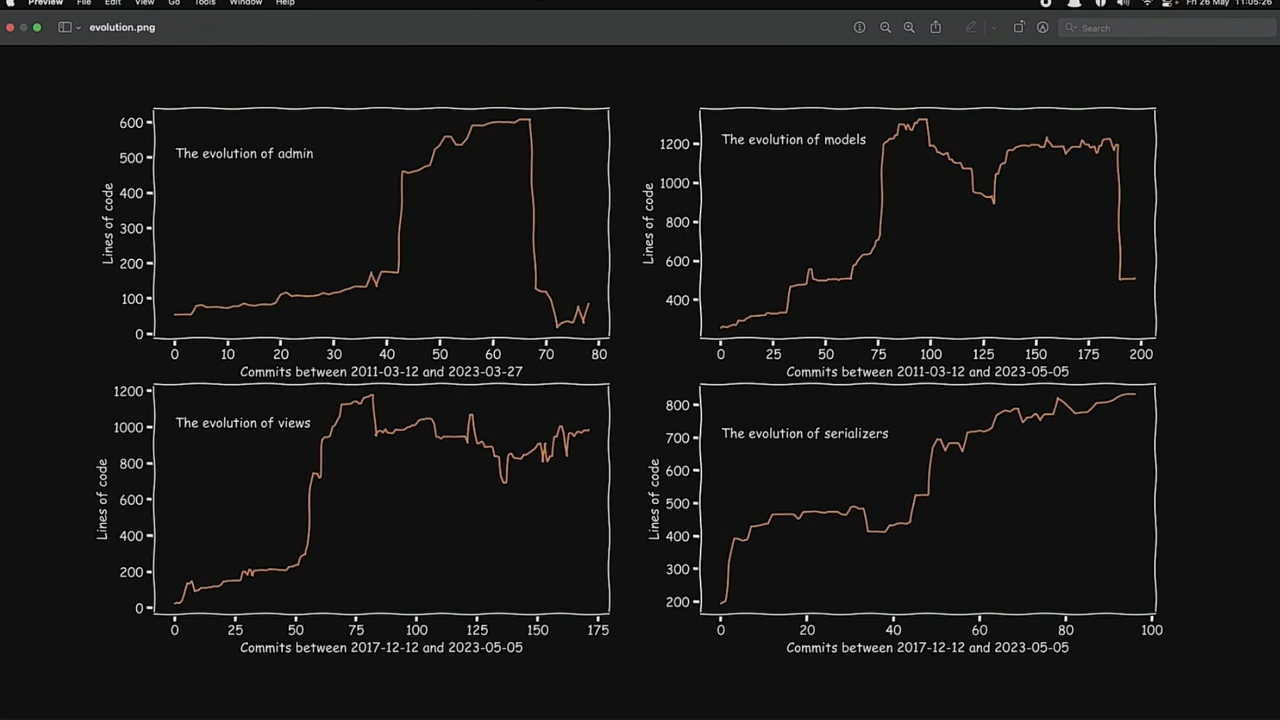 Preview File Edit View Go Tools Window Help Fri 26 May 11:05:26
evolution.png Search
The evolution of admin
Lines of code
600
500
400
300
200
100
0
0 10 20 30 40 50 60 70 80
Commits between 2011-03-12 and 2023-03-27
The evolution of models
Lines of code
1200
1000
800
600
400
0 25 50 75 100 125 150 175 200
Commits between 2011-03-12 and 2023-05-05
The evolution of views
Lines of code
1200
1000
800
600
400
200
0
0 25 50 75 100 125 150 175
Commits between 2017-12-12 and 2023-05-05
The evolution of serializers
Lines of code
800
700
600
500
400
300
200
0 20 40 60 80 100
Commits between 2017-12-12 and 2023-05-05